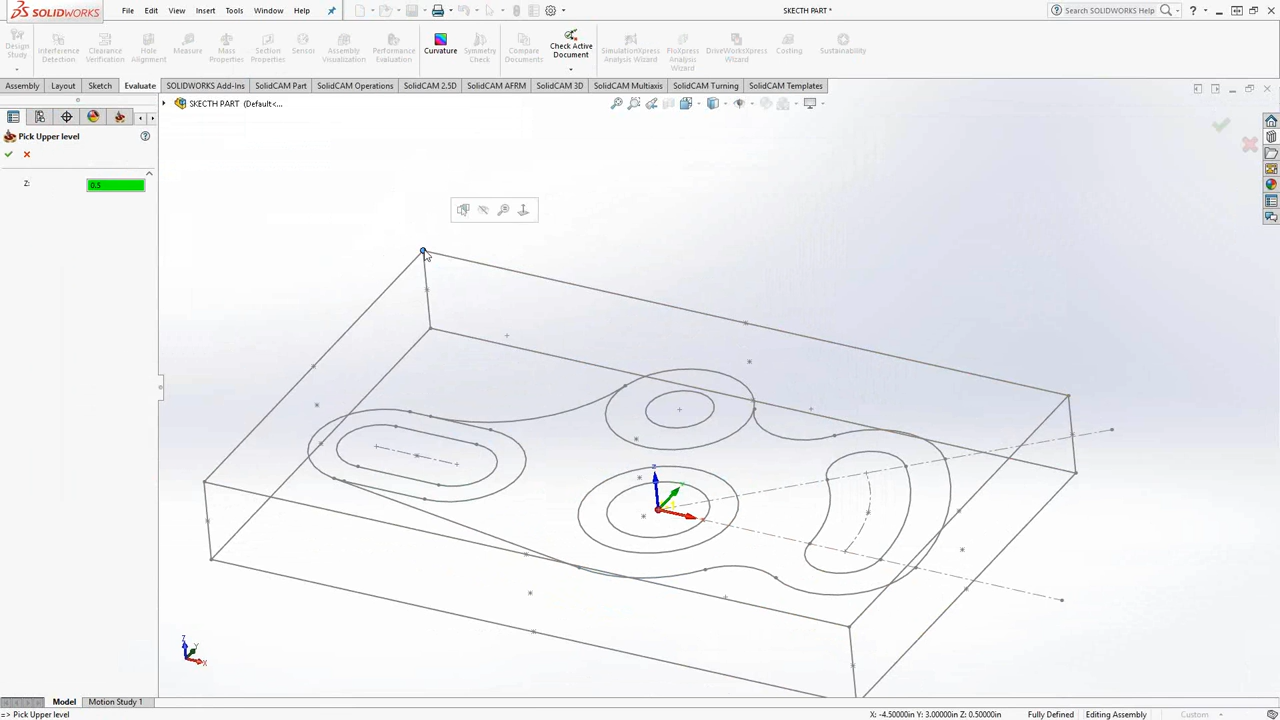 SOLIDWORKS File Edit View Insert Tools Window Help SKECTH PART * Search SOLIDWORKS Help
Design Study
Interference Detection
Clearance Verification
Hole Alignment
Measure
Mass Properties
Section Properties
Sensor
Assembly Visualization
Performance Evaluation
Curvature
Symmetry Check
Compare Documents
Check Active Document
SimulationXpress Analysis Wizard
FloXpress Analysis Wizard
DriveWorksXpress Wizard
Costing
Sustainability
Assembly Layout Sketch Evaluate SOLIDWORKS Add-Ins SolidCAM Part SolidCAM Operations SolidCAM 2.5D SolidCAM AFRM SolidCAM 3D SolidCAM Multiaxis SolidCAM Turning SolidCAM Templates
SKECTH PART (Default<...
Pick Upper level
Z: 0.5
Z
Z
Y
X
Model Motion Study 1
=> Pick Upper level X: -4.50000in Y: 3.00000in Z: 0.50000in Fully Defined Editing Assembly Custom